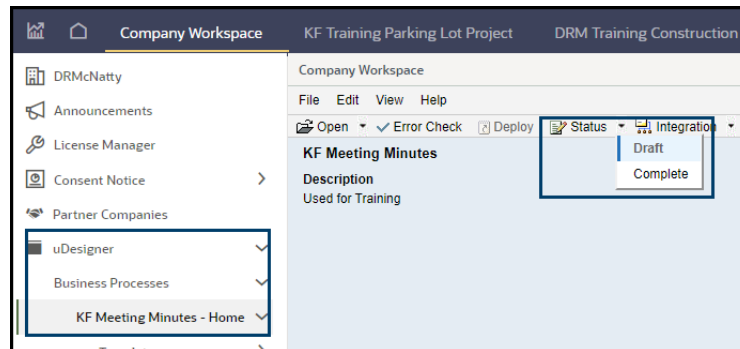 Company Workspace
KF Training Parking Lot Project
DRM Training Construction
DRMcNatty
Announcements
License Manager
Consent Notice
Partner Companies
uDesigner
Business Processes
KF Meeting Minutes - Home
Company Workspace
File Edit View Help
Open Error Check Deploy Status Integration
Draft
Complete
KF Meeting Minutes
Description
Used for Training